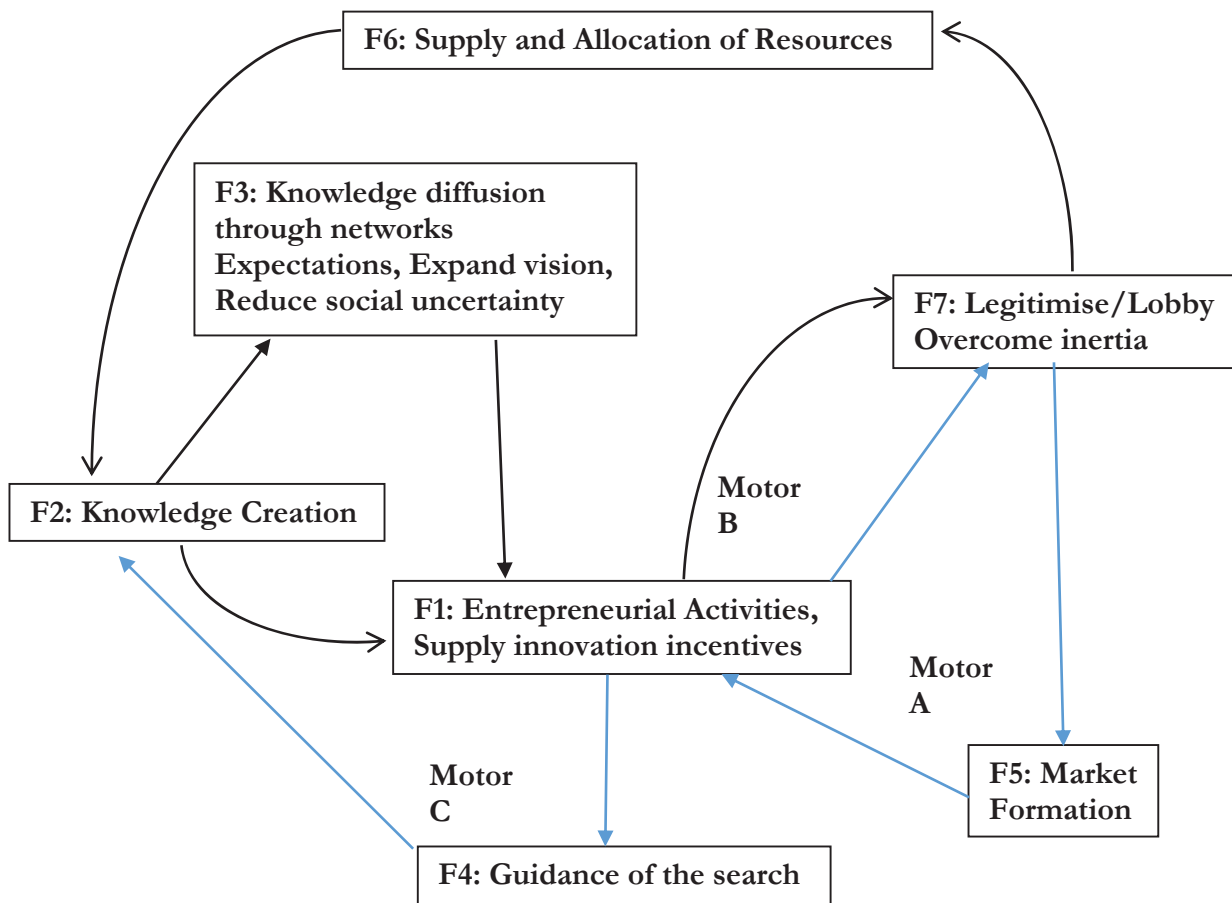 F6: Supply and Allocation of Resources
F3: Knowledge diffusion
through networks
Expectations, Expand vision,
Reduce social uncertainty
F7: Legitimise/Lobby
Overcome inertia
F2: Knowledge Creation
Motor
B
F1: Entrepreneurial Activities,
Supply innovation incentives
Motor
A
F5: Market
Formation
Motor
C
F4: Guidance of the search